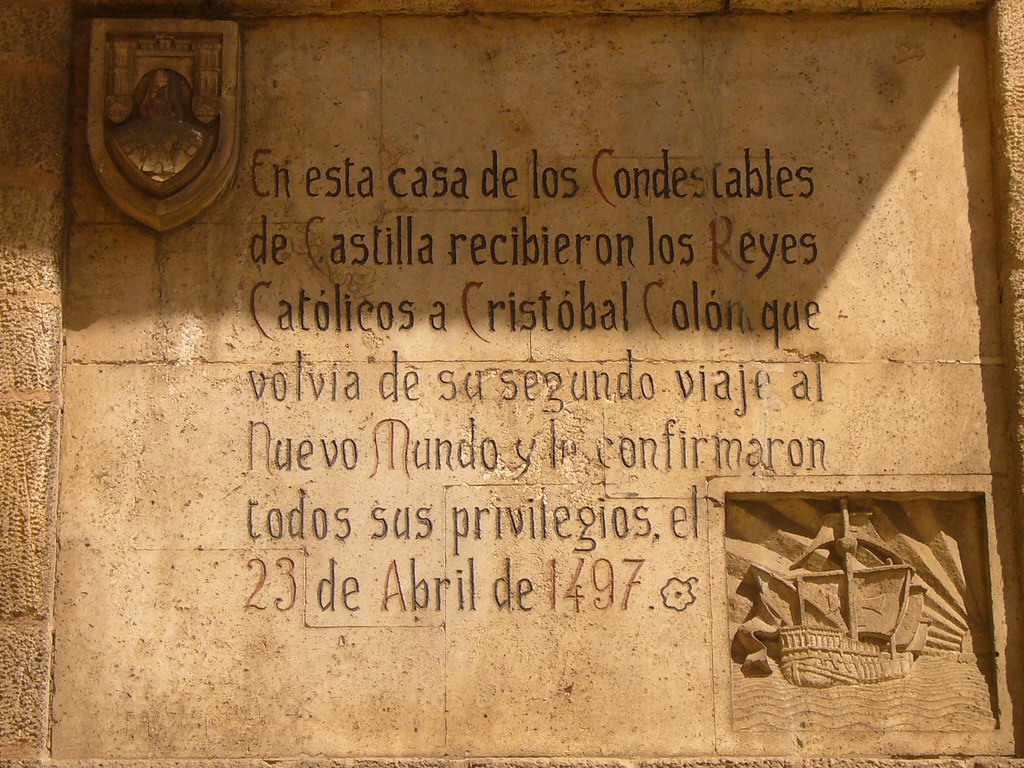 En esta casa de los Condestables
de Castilla recibieron los Reyes
Católicos a Cristóbal Colón que
volvia de su segundo viaje al
Nuevo Mundo y le confirmaron
todos sus privilegios, el
23 de Abril de 1497.